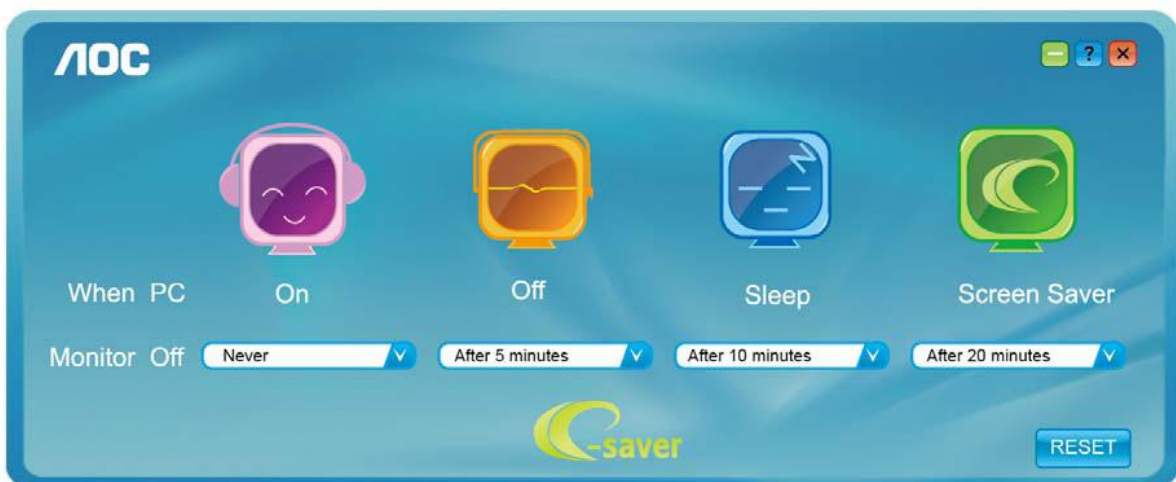 AOC
?
When PC On Off Sleep Screen Saver
Monitor Off Never After 5 minutes After 10 minutes After 20 minutes
e-saver
RESET